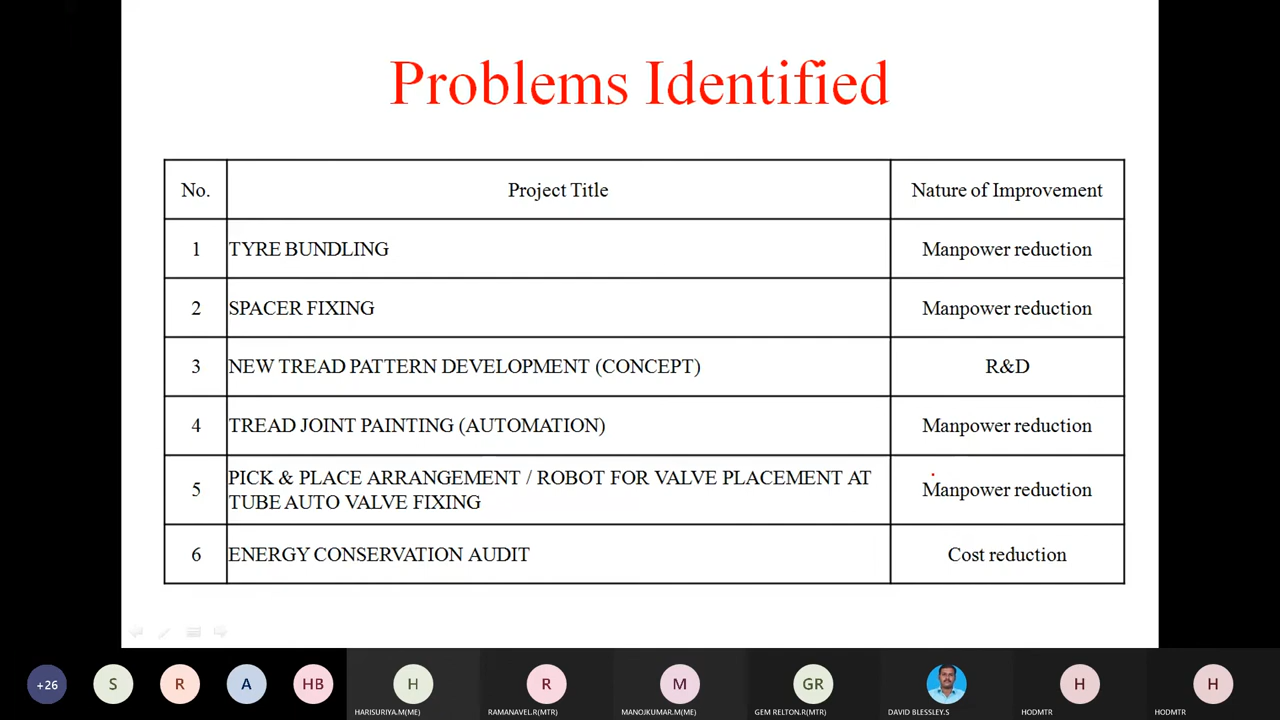 Problems Identified
No. Project Title Nature of Improvement
1 TYRE BUNDLING Manpower reduction
2 SPACER FIXING Manpower reduction
3 NEW TREAD PATTERN DEVELOPMENT (CONCEPT) R&D
4 TREAD JOINT PAINTING (AUTOMATION) Manpower reduction
5 PICK & PLACE ARRANGEMENT / ROBOT FOR VALVE PLACEMENT AT
TUBE AUTO VALVE FIXING Manpower reduction
6 ENERGY CONSERVATION AUDIT Cost reduction
+26 S R A HB H R M GR H H
HARISURIYA.M(ME) RAMANAVEL.R(MTR) MANOJKUMAR.M(ME) GEM RELTON.R(MTR) DAVID BLESSLEY.S HODMTR HODMTR